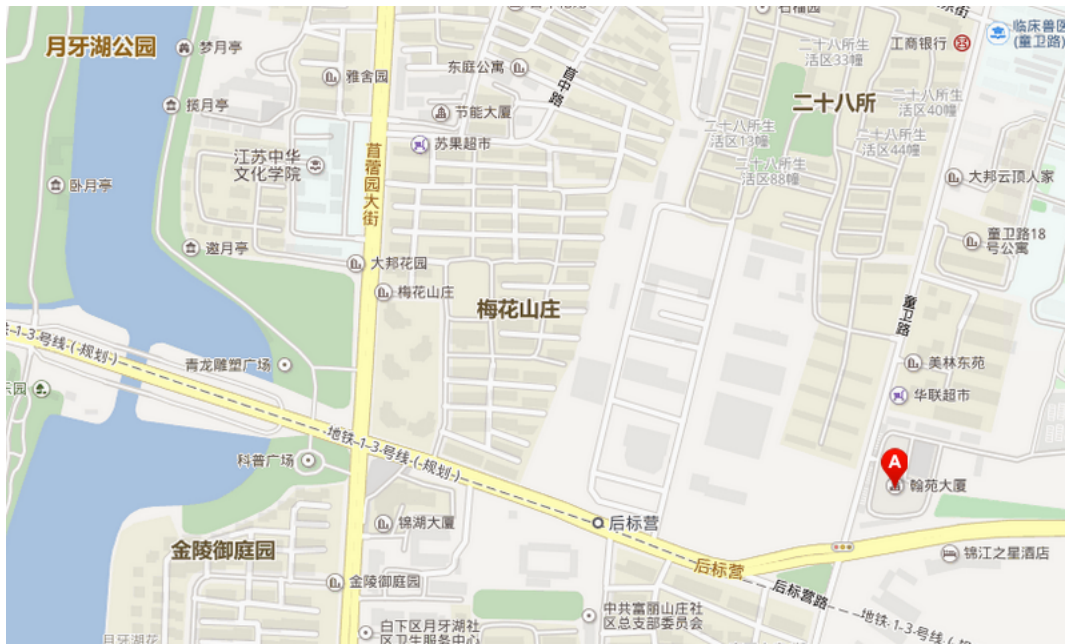 月牙湖公园
梦月亭
揽月亭
卧月亭
邀月亭
雅舍园
东庭公寓
节能大厦
苏果超市
江苏中华
文化学院
苜蓿园大街
苜中路
大邦花园
梅花山庄
梅花山庄
石榴园
二十八所生
活区33幢
工商银行
临床兽医
(童卫路)
二十八所
二十八所生
活区40幢
二十八所生
活区13幢
二十八所生
活区44幢
二十八所生
活区88幢
大邦云顶人家
童卫路18
号公寓
童卫路
美林东苑
华联超市
A
翰苑大厦
锦江之星酒店
铁-1-3-号线-(-规划-)
青龙雕塑广场
乐园
科普广场
地铁-1-3-号线-(-规划-)
锦湖大厦
后标营
后标营
后标营路
地铁-1-3-号线
金陵御庭园
金陵御庭园
白下区月牙湖社
区卫生服务中心
中共富丽山庄社
区总支部委员会
月牙湖花